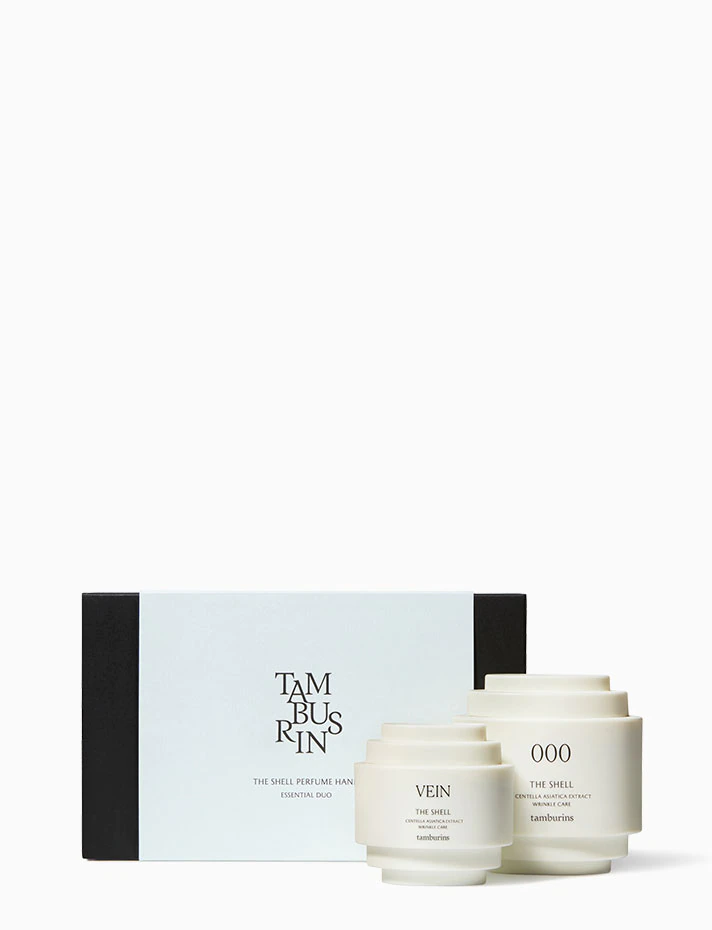 TAM
BUS
RIN
THE SHELL PERFUME HAN
ESSENTIAL DUO
VEIN
THE SHELL
CENTELLA ASIATICA EXTRACT
WRINKLE CARE
tamburins
000
THE SHELL
CENTELLA ASIATICA EXTRACT
WRINKLE CARE
tamburins